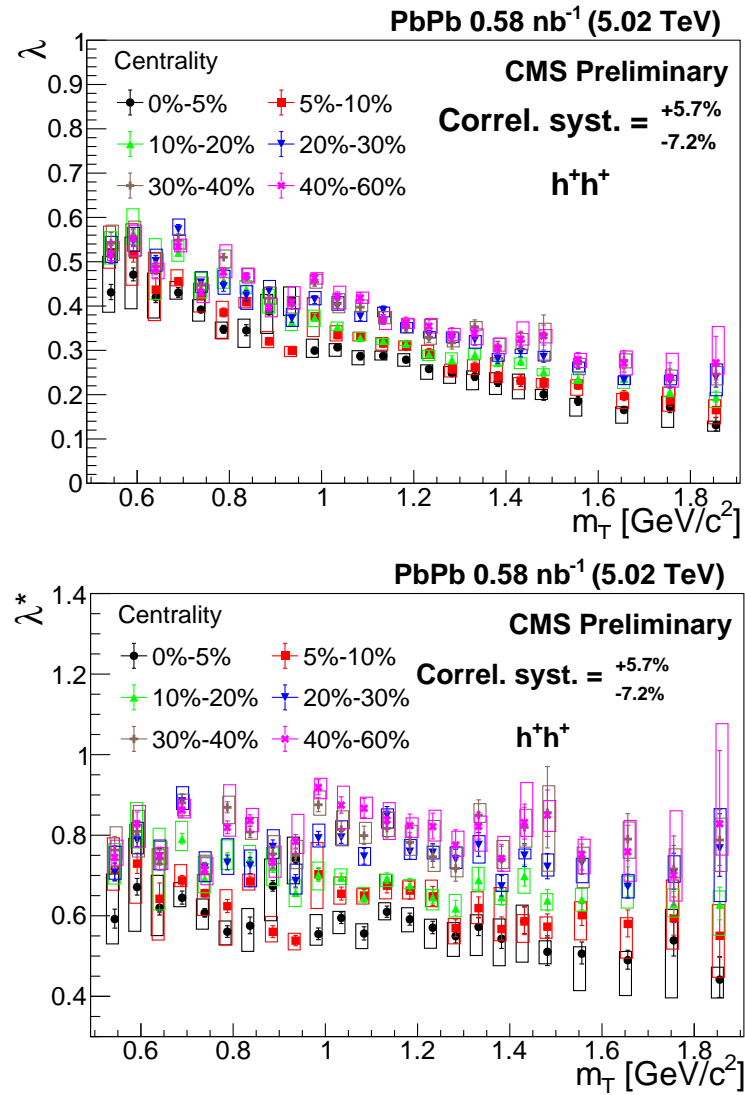 PbPb 0.58 nb⁻¹ (5.02 TeV)
λ
Centrality
CMS Preliminary
0%-5%
5%-10%
10%-20%
20%-30%
30%-40%
40%-60%
Correl. syst. = +5.7% -7.2%
h⁺h⁺
1
0.9
0.8
0.7
0.6
0.5
0.4
0.3
0.2
0.1
0
0.6 0.8 1 1.2 1.4 1.6 1.8
m_T [GeV/c²]
PbPb 0.58 nb⁻¹ (5.02 TeV)
λ*
Centrality
CMS Preliminary
0%-5%
5%-10%
10%-20%
20%-30%
30%-40%
40%-60%
Correl. syst. = +5.7% -7.2%
h⁺h⁺
1.4
1.2
1
0.8
0.6
0.4
0.6 0.8 1 1.2 1.4 1.6 1.8
m_T [GeV/c²]